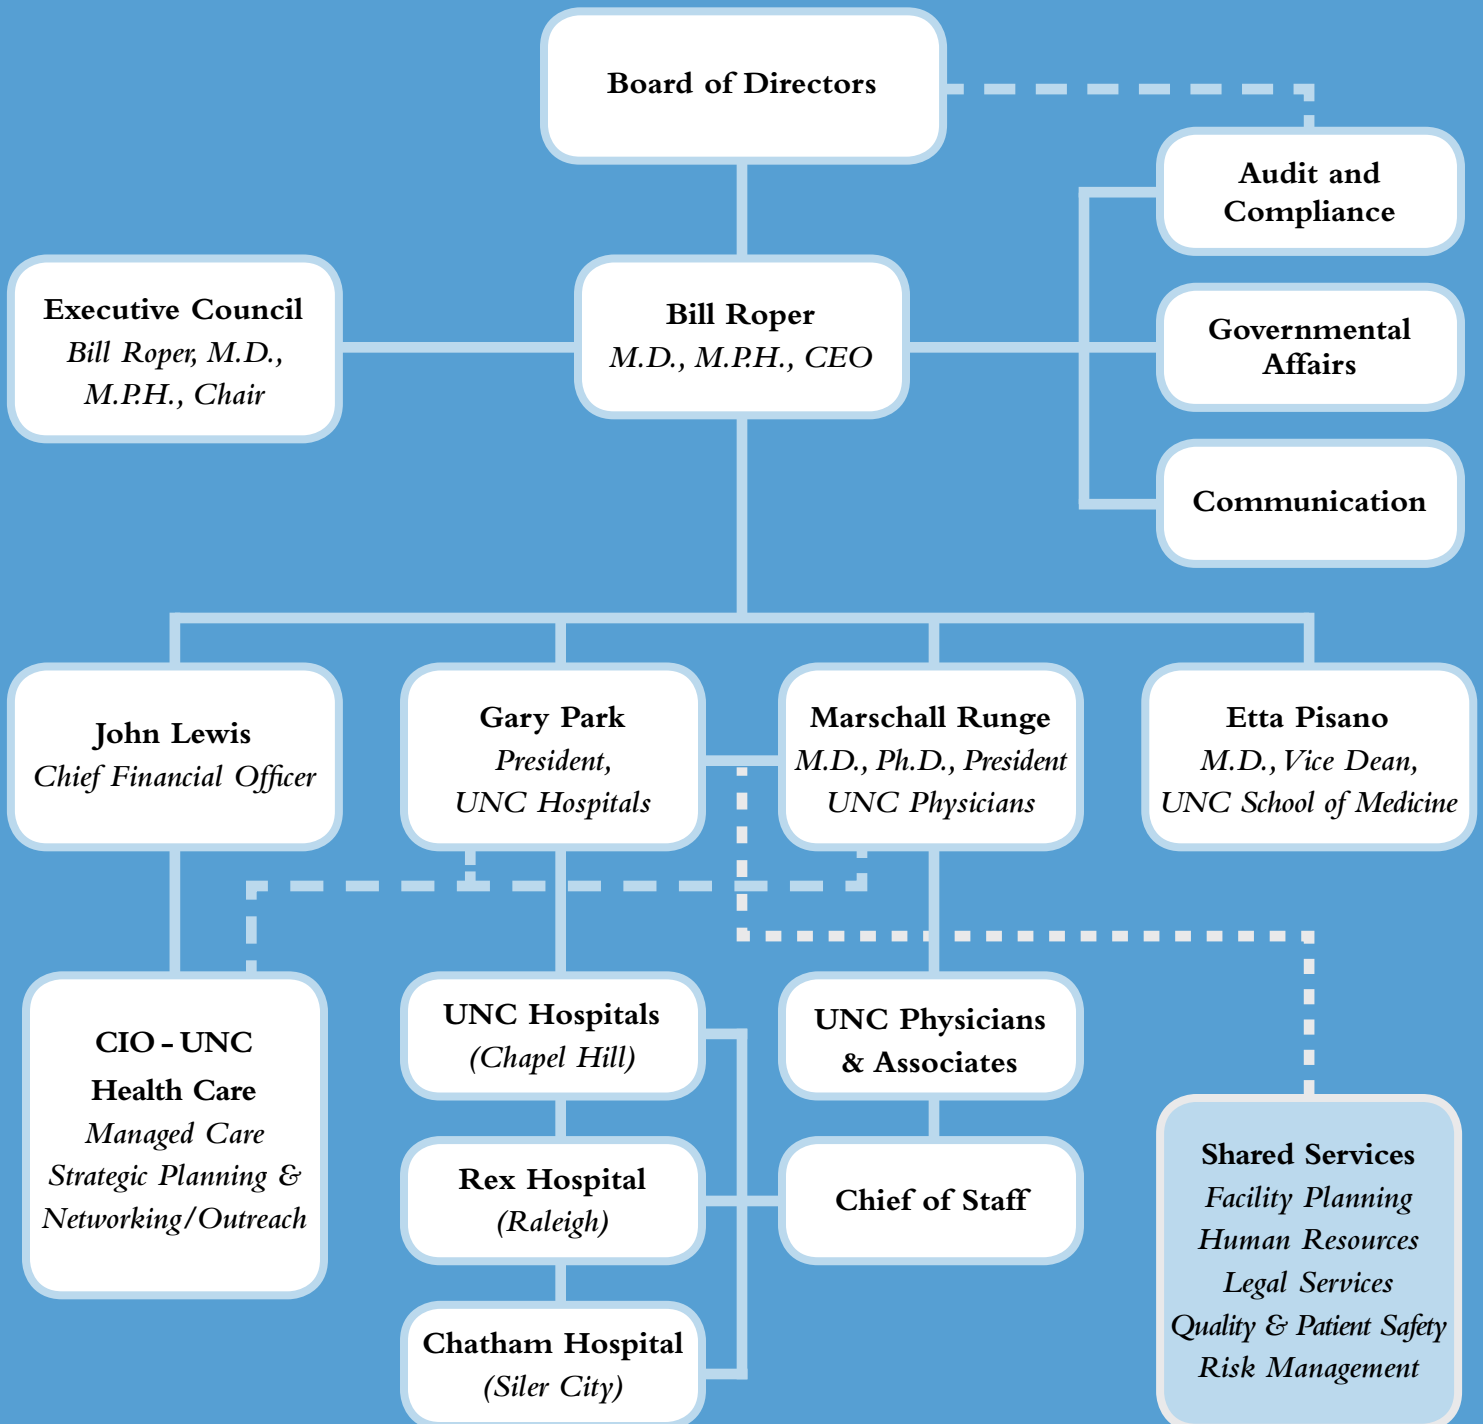 Board of Directors
Audit and
Compliance
Executive Council
Bill Roper, M.D.,
M.P.H., Chair
Bill Roper
M.D., M.P.H., CEO
Governmental
Affairs
Communication
John Lewis
Chief Financial Officer
Gary Park
President,
UNC Hospitals
Marschall Runge
M.D., Ph.D., President
UNC Physicians
Etta Pisano
M.D., Vice Dean,
UNC School of Medicine
CIO - UNC
Health Care
Managed Care
Strategic Planning &
Networking/Outreach
UNC Hospitals
(Chapel Hill)
UNC Physicians
& Associates
Rex Hospital
(Raleigh)
Chief of Staff
Chatham Hospital
(Siler City)
Shared Services
Facility Planning
Human Resources
Legal Services
Quality & Patient Safety
Risk Management